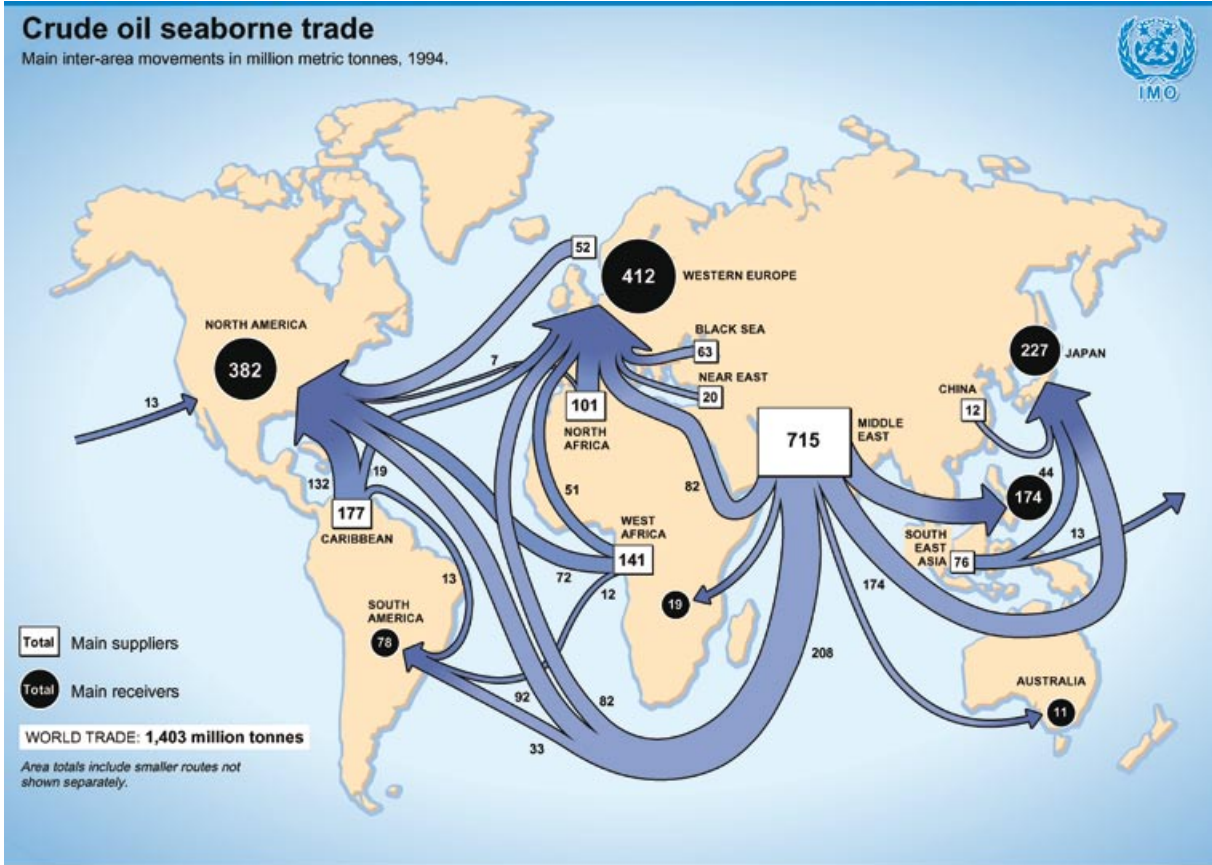 Crude oil seaborne trade
Main inter-area movements in million metric tonnes, 1994.
IMO
52
412
WESTERN EUROPE
NORTH AMERICA
382
BLACK SEA
63
7
227
JAPAN
NEAR EAST
20
CHINA
12
13
101
NORTH
AFRICA
715
MIDDLE
EAST
19
132
51
82
44
174
177
CARIBBEAN
WEST
AFRICA
141
SOUTH
EAST
ASIA
76
13
72
12
13
174
SOUTH
AMERICA
78
19
208
Total
Main suppliers
Total
Main receivers
92
82
AUSTRALIA
11
WORLD TRADE: 1,403 million tonnes
33
Area totals include smaller routes not
shown separately.